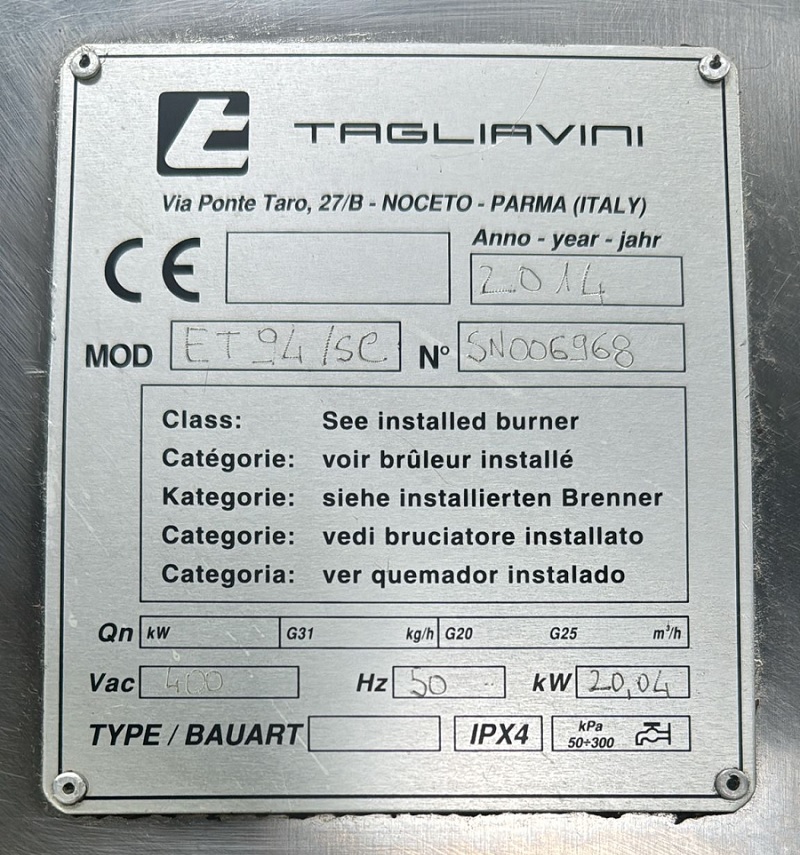 TAGLIAVINI
Via Ponte Taro, 27/B - NOCETO - PARMA (ITALY)
CE
Anno - year - jahr
2014
MOD ET 94/SC N° SN006968
Class: See installed burner
Catégorie: voir brûleur installé
Kategorie: siehe installierten Brenner
Categorie: vedi bruciatore installato
Categoria: ver quemador instalado
Qn kW G31 kg/h G20 G25 m³/h
Vac 400 Hz 50 kW 20,04
TYPE / BAUART IPX4 kPa
50÷300